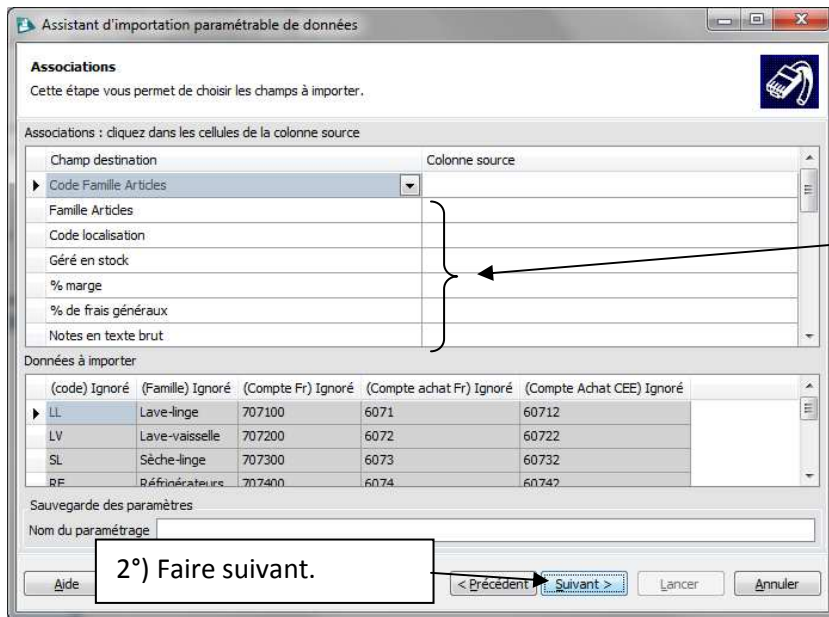 Assistant d'importation paramétrable de données
Associations
Cette étape vous permet de choisir les champs à importer.
Associations : cliquez dans les cellules de la colonne source
Champ destination Colonne source
Code Famille Articles
Famille Articles
Code localisation
Géré en stock
% marge
% de frais généraux
Notes en texte brut
Données à importer
(code) Ignoré (Famille) Ignoré (Compte Fr) Ignoré (Compte achat Fr) Ignoré (Compte Achat CEE) Ignoré
LL Lave-linge 707100 6071 60712
LV Lave-vaisselle 707200 6072 60722
SL Sèche-linge 707300 6073 60732
RE Réfrigérateurs 707400 6074 60742
Sauvegarde des paramètres
Nom du paramétrage
2°) Faire suivant.
Aide < Précédent Suivant > Lancer Annuler